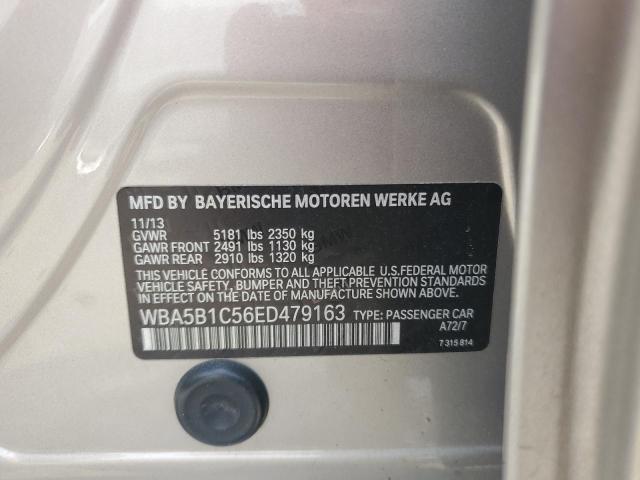 MFD BY BAYERISCHE MOTOREN WERKE AG
11/13
GVWR 5181 lbs 2350 kg
GAWR FRONT 2491 lbs 1130 kg
GAWR REAR 2910 lbs 1320 kg
THIS VEHICLE CONFORMS TO ALL APPLICABLE U.S.FEDERAL MOTOR
VEHICLE SAFETY, BUMPER AND THEFT PREVENTION STANDARDS
IN EFFECT ON THE DATE OF MANUFACTURE SHOWN ABOVE.
WBA5B1C56ED479163 TYPE: PASSENGER CAR
A72/7
7 315 814